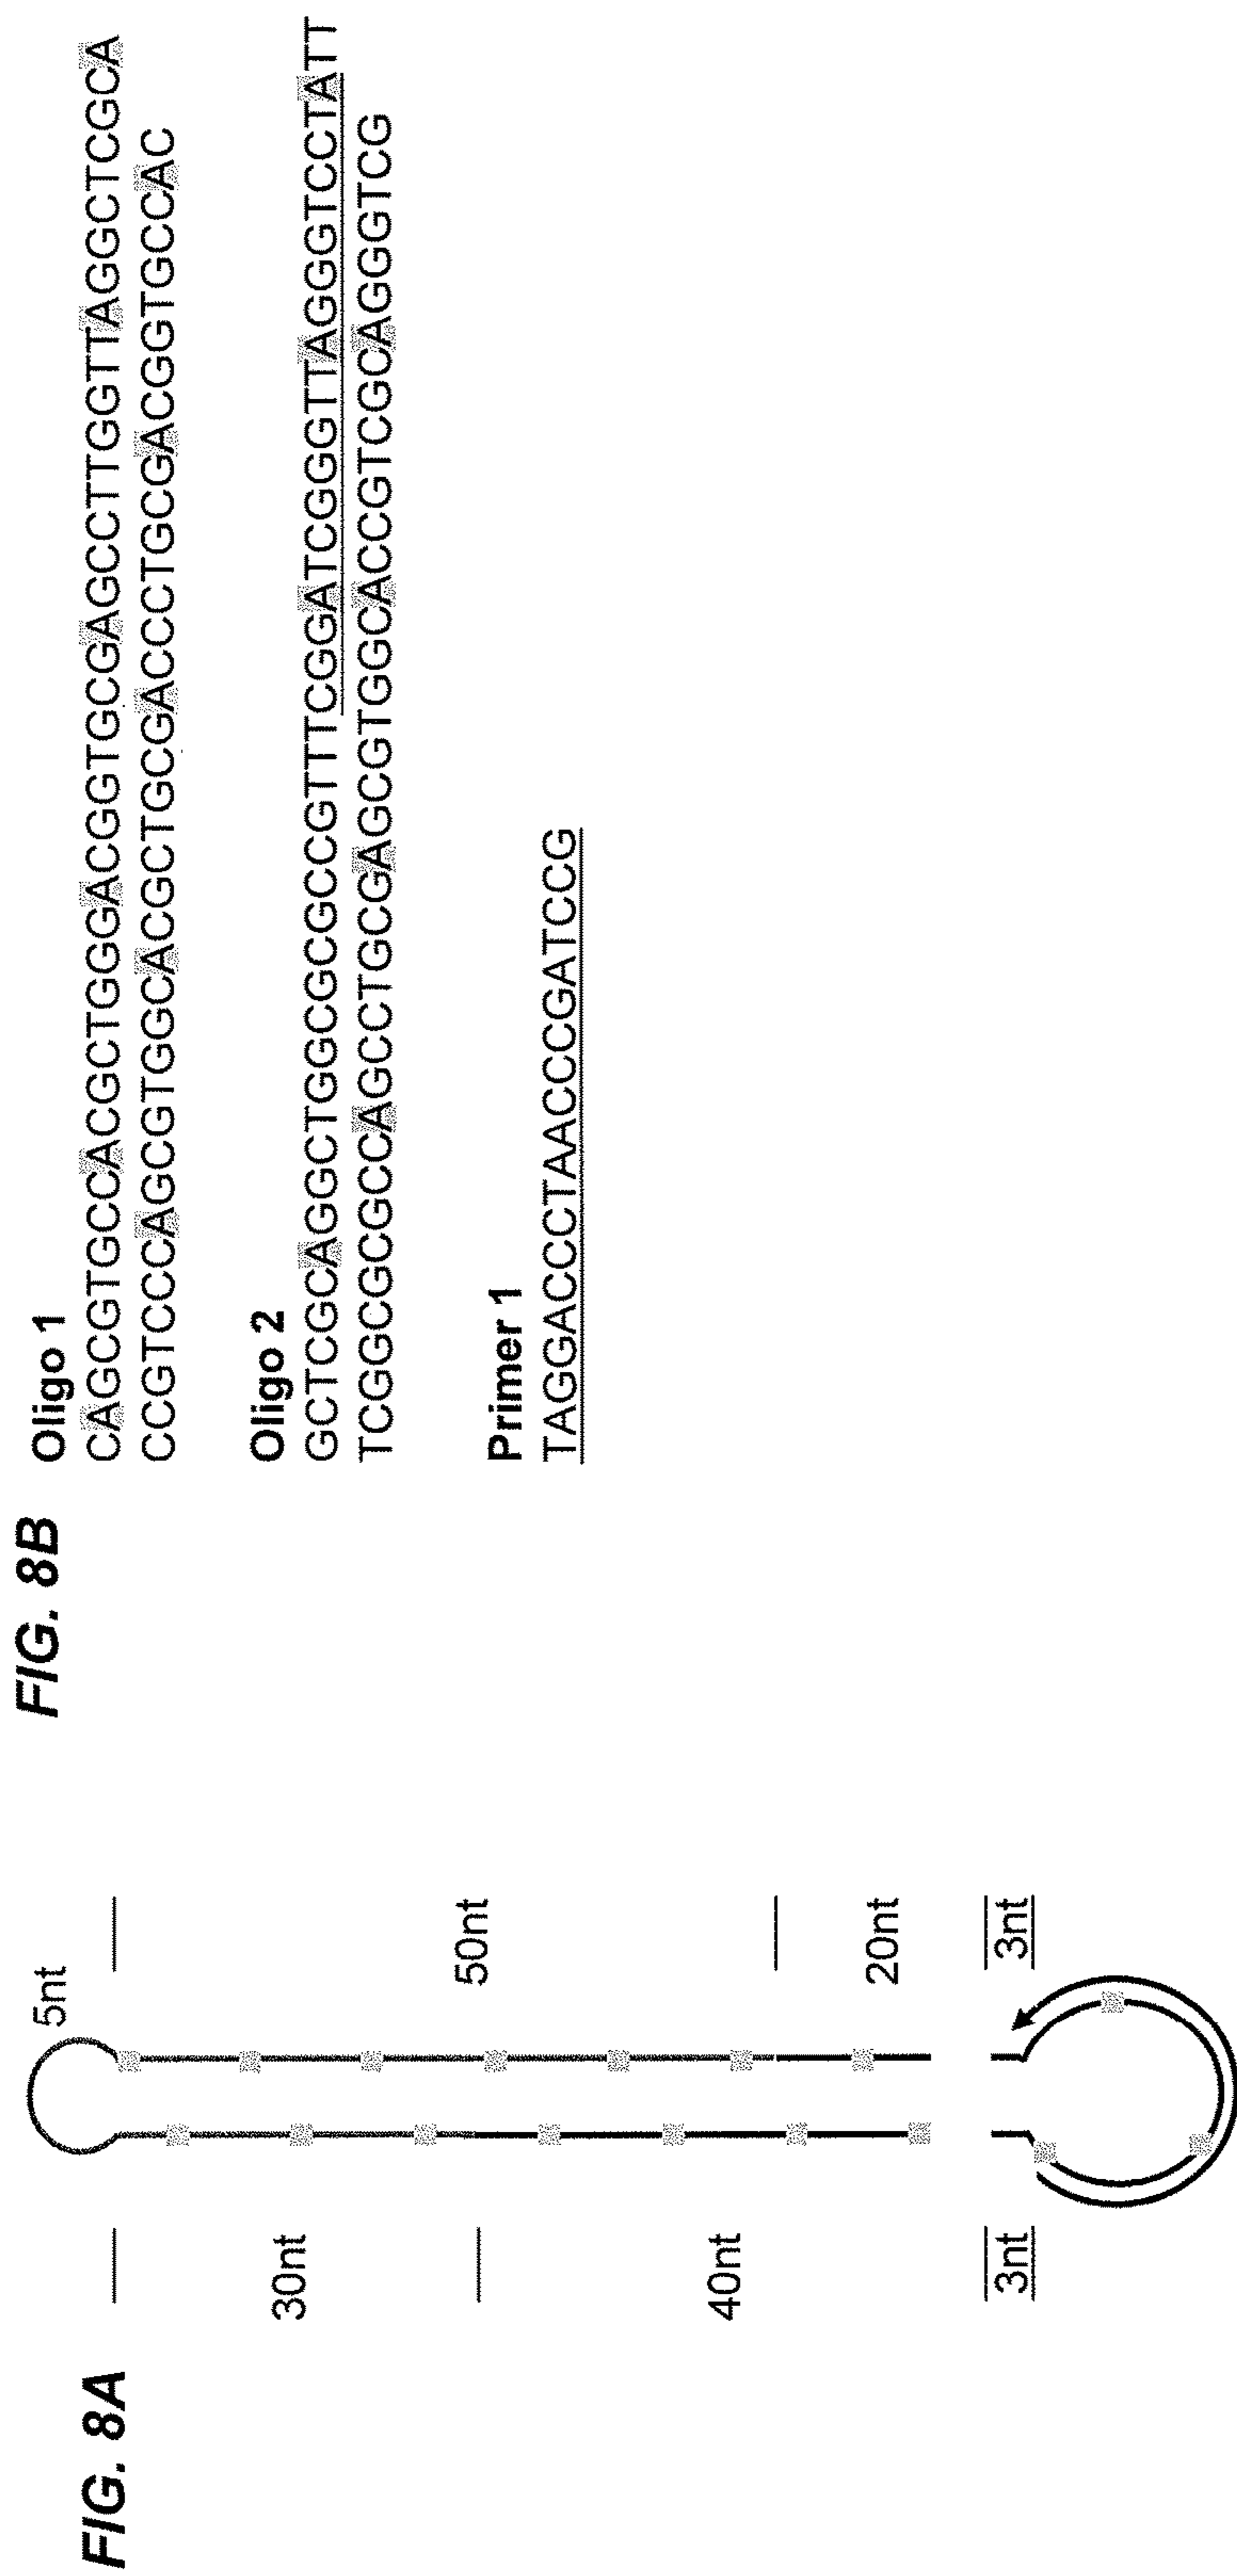 FIG. 8A
5nt
30nt
50nt
40nt
20nt
3nt
3nt
FIG. 8B
Oligo 1
CAGCGTGCCACGCTGGGACGGTGCGAGCCTTGGTTAGGCTCGCA
CCGTCCCAGCGTGGCACGCTGCGACCCTGCGACGGTGCCAC
Oligo 2
GCTCGCAGGCTGGCGCGCCGTTTCGGATCGGGTTAGGGTCCTATT
TCGGCGCGCCAGCCTGCGAGCGTGGCACCGTCGCAGGGTCG
Primer 1
TAGGACCCTAACCCGATCCG